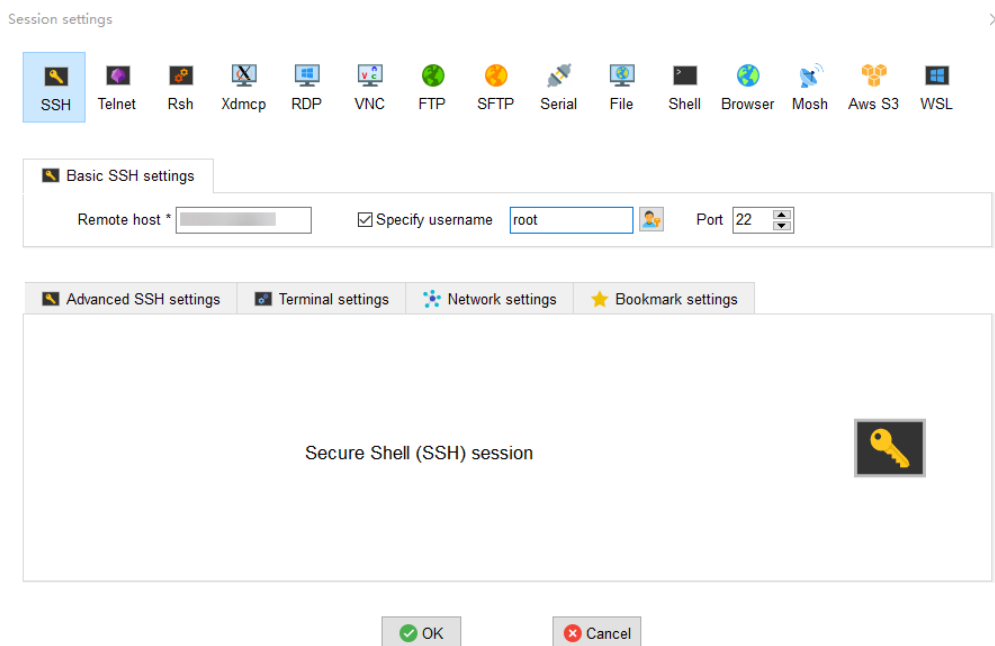 Session settings
SSH Telnet Rsh Xdmcp RDP VNC FTP SFTP Serial File Shell Browser Mosh Aws S3 WSL
Basic SSH settings
Remote host * Specify username root Port 22
Advanced SSH settings Terminal settings Network settings Bookmark settings
Secure Shell (SSH) session
OK Cancel